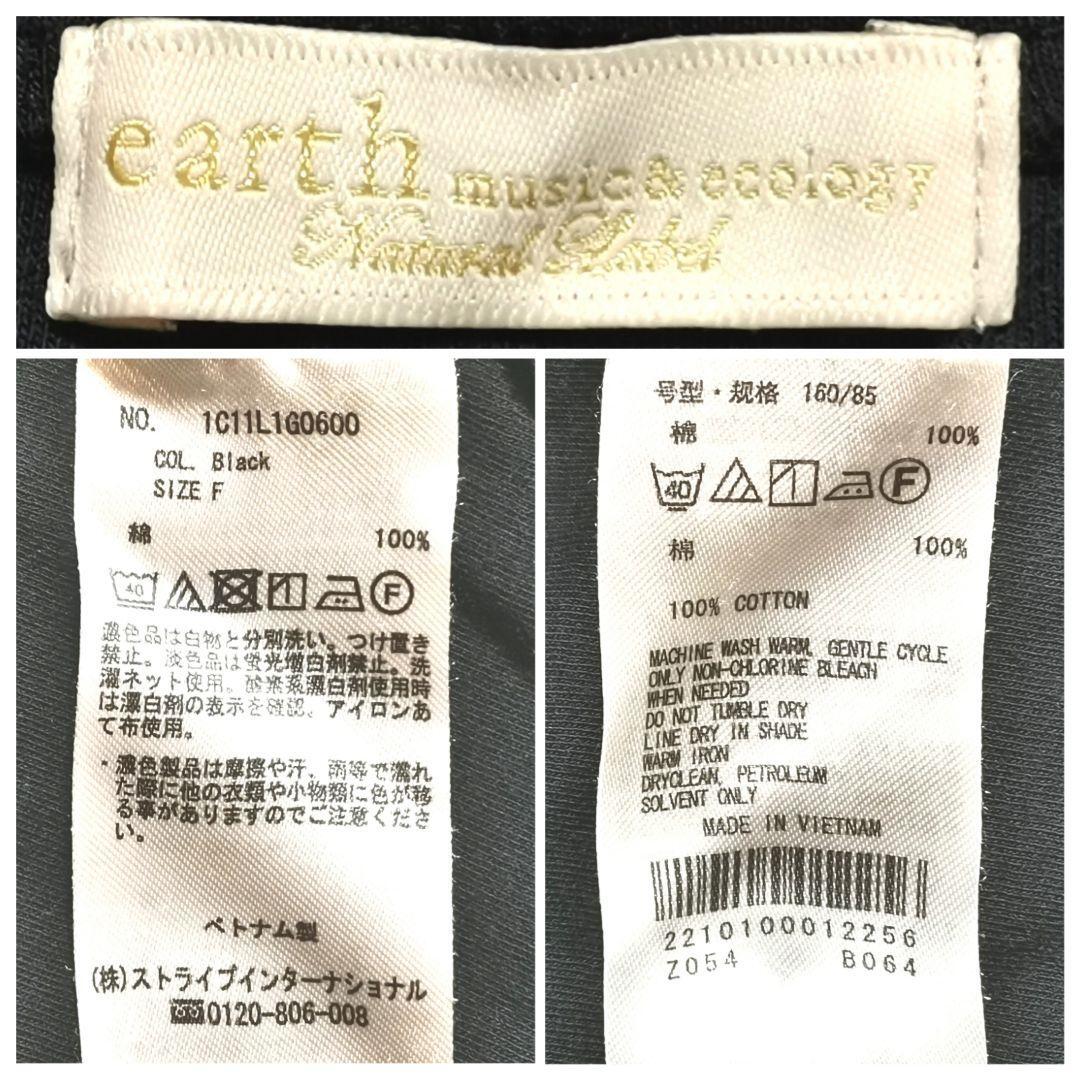 earth music & ecology
Natural Label
NO. 1C11L1G0600
COL. Black
SIZE F
綿 100%
40 F
濃色品は白物と分別洗い。つけ置き
禁止。淡色品は蛍光増白剤禁止。洗
濯ネット使用。酸素系漂白剤使用時
は漂白剤の表示を確認。アイロンあ
て布使用。
・濃色製品は摩擦や汗、雨等で濡れ
た際に他の衣類や小物類に色が移
る事がありますのでご注意くださ
い。
ベトナム製
(株)ストライプインターナショナル
0120-806-008
号型・规格 160/85
棉 100%
40 F
棉 100%
100% COTTON
MACHINE WASH WARM, GENTLE CYCLE
ONLY NON-CHLORINE BLEACH
WHEN NEEDED
DO NOT TUMBLE DRY
LINE DRY IN SHADE
WARM IRON
DRYCLEAN, PETROLEUM
SOLVENT ONLY
MADE IN VIETNAM
2210100012256
Z054 B064